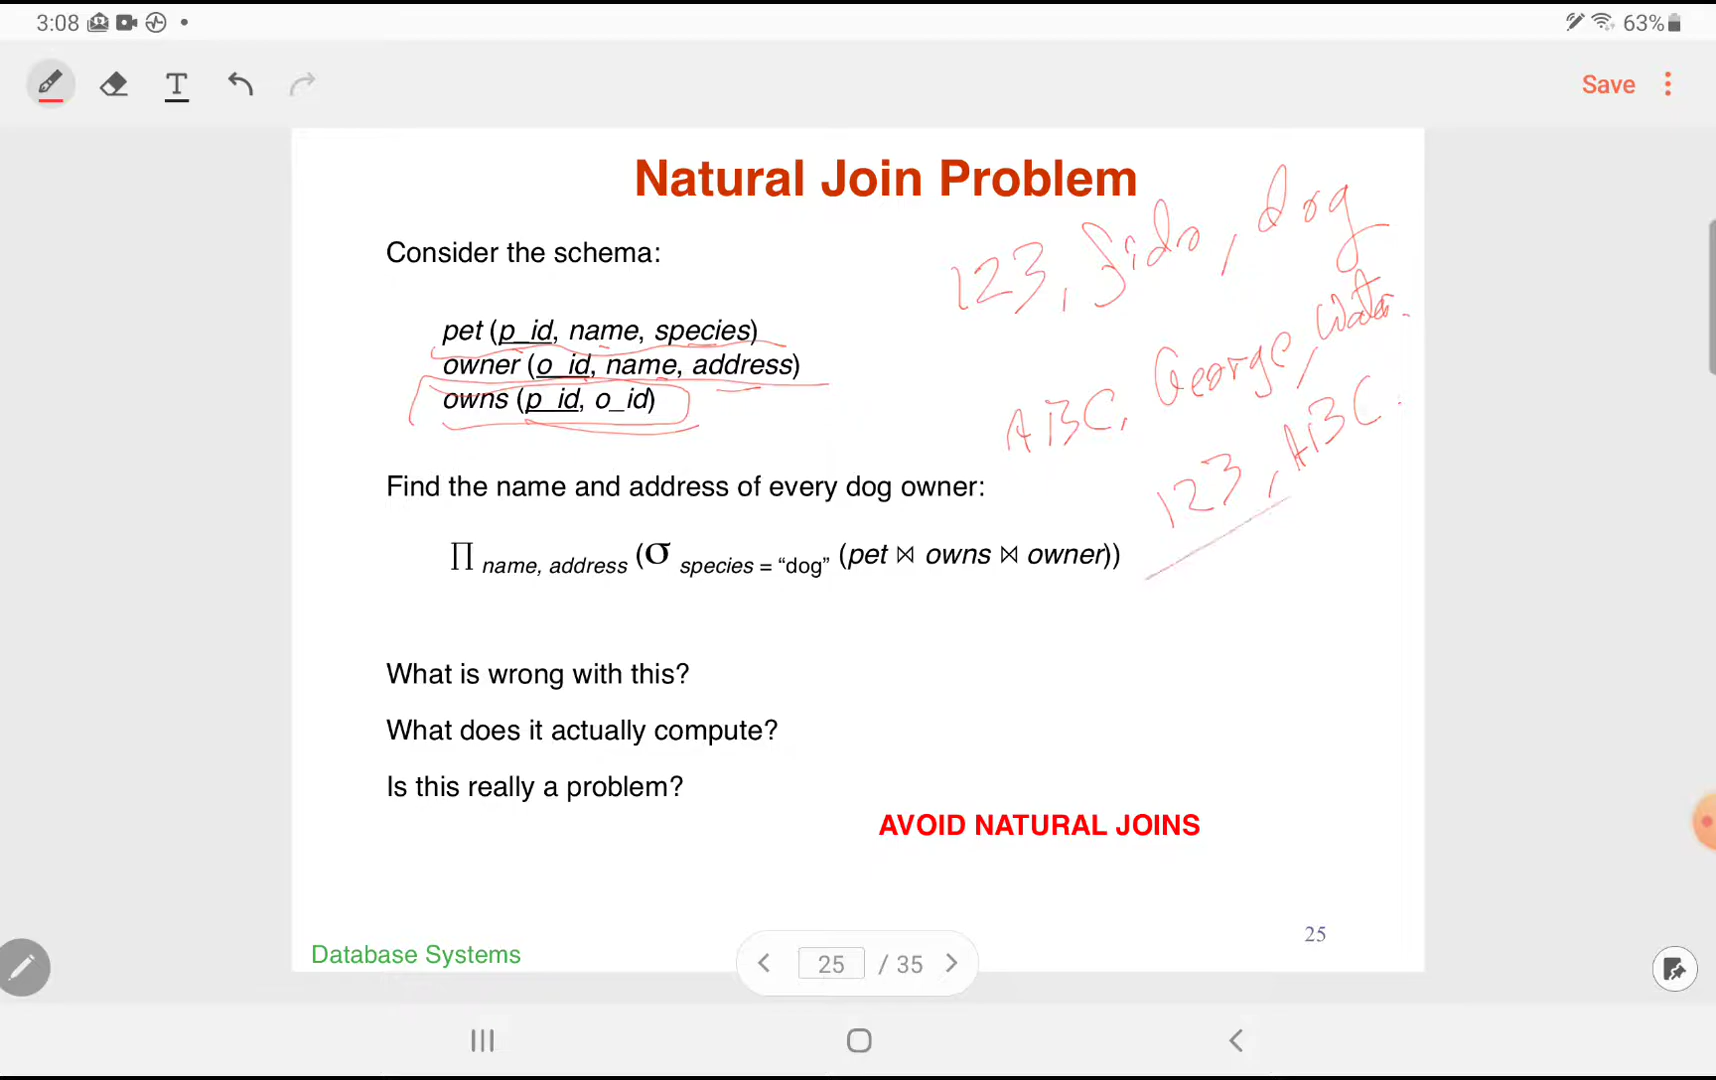 3:08
63%
Save
Natural Join Problem
Consider the schema:
pet (p_id, name, species)
owner (o_id, name, address)
owns (p_id, o_id)
123, fido, dog
ABC, George, Water.
123, ABC.
Find the name and address of every dog owner:
∏ name, address (σ species = “dog” (pet ⋈ owns ⋈ owner))
What is wrong with this?
What does it actually compute?
Is this really a problem?
AVOID NATURAL JOINS
25
Database Systems
25 / 35